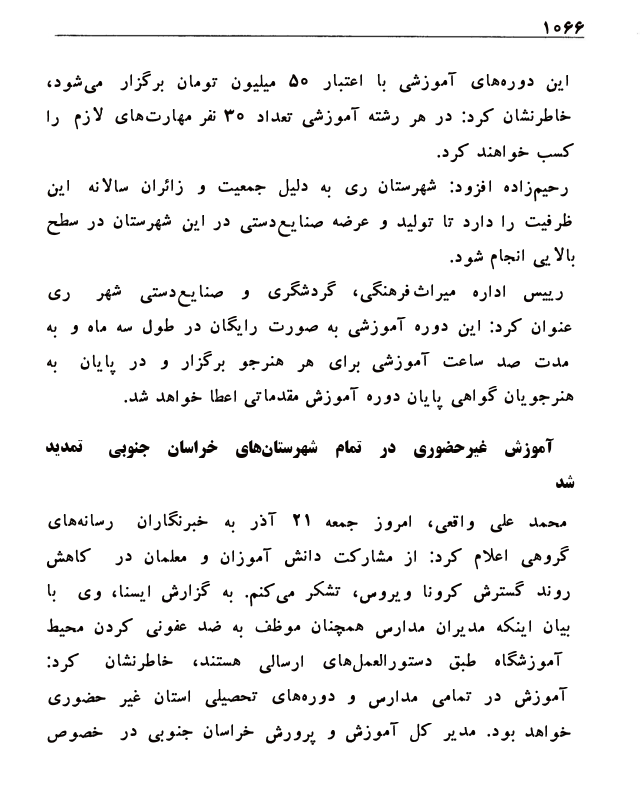 ۱۰۶۶
این دوره‌های آموزشی با اعتبار ۵۰ میلیون تومان برگزار می‌شود،
خاطرنشان کرد: در هر رشته آموزشی تعداد ۳۰ نفر مهارت‌های لازم را
کسب خواهند کرد.
رحیم‌زاده افزود: شهرستان ری به دلیل جمعیت و زائران سالانه این
ظرفیت را دارد تا تولید و عرضه صنایع‌دستی در این شهرستان در سطح
بالایی انجام شود.
رییس اداره میراث‌فرهنگی، گردشگری و صنایع‌دستی شهر ری
عنوان کرد: این دوره آموزشی به صورت رایگان در طول سه ماه و به
مدت صد ساعت آموزشی برای هر هنرجو برگزار و در پایان به
هنرجویان گواهی پایان دوره آموزش مقدماتی اعطا خواهد شد.
آموزش غیرحضوری در تمام شهرستان‌های خراسان جنوبی تمدید
شد
محمد علی واقعی، امروز جمعه ۲۱ آذر به خبرنگاران رسانه‌های
گروهی اعلام کرد: از مشارکت دانش آموزان و معلمان در کاهش
روند گسترش کرونا ویروس، تشکر می‌کنم. به گزارش ایسنا، وی با
بیان اینکه مدیران مدارس همچنان موظف به ضد عفونی کردن محیط
آموزشگاه طبق دستورالعمل‌های ارسالی هستند، خاطرنشان کرد:
آموزش در تمامی مدارس و دوره‌های تحصیلی استان غیر حضوری
خواهد بود. مدیر کل آموزش و پرورش خراسان جنوبی در خصوص